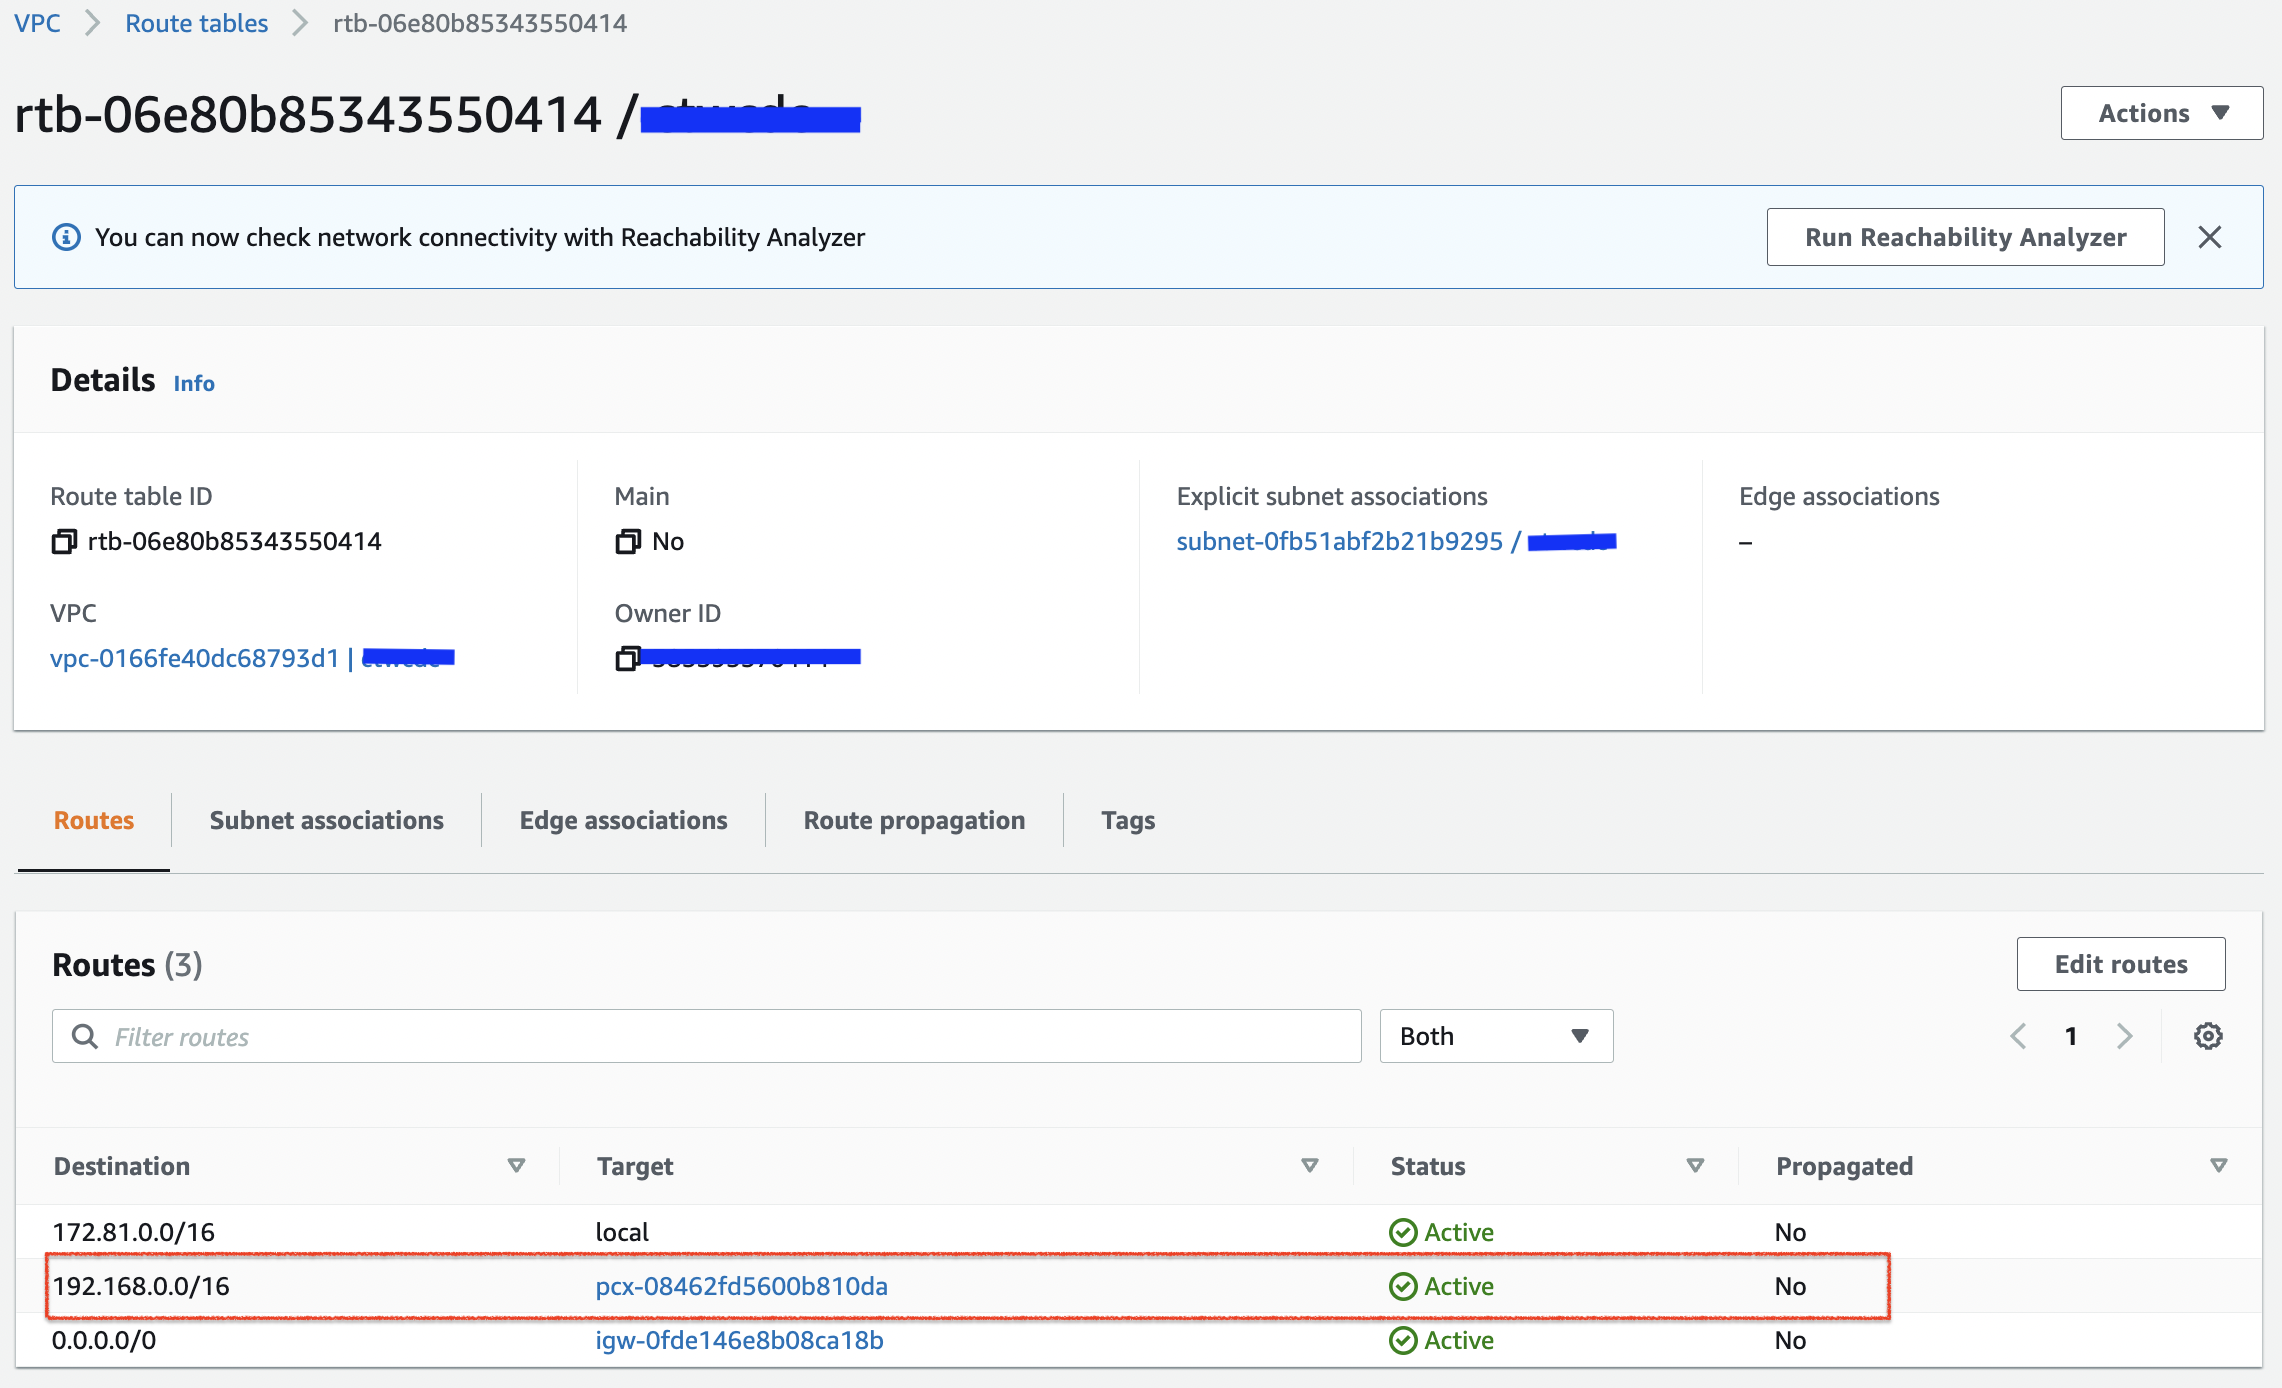 VPC > Route tables > rtb-06e80b85343550414
rtb-06e80b85343550414 /
Actions
You can now check network connectivity with Reachability Analyzer
Run Reachability Analyzer
Details Info
Route table ID
rtb-06e80b85343550414
Main
No
Explicit subnet associations
subnet-0fb51abf2b21b9295 /
Edge associations
–
VPC
vpc-0166fe40dc68793d1 |
Owner ID
Routes Subnet associations Edge associations Route propagation Tags
Routes (3)
Edit routes
Filter routes
Both
1
Destination Target Status Propagated
172.81.0.0/16 local Active No
192.168.0.0/16 pcx-08462fd5600b810da Active No
0.0.0.0/0 igw-0fde146e8b08ca18b Active No